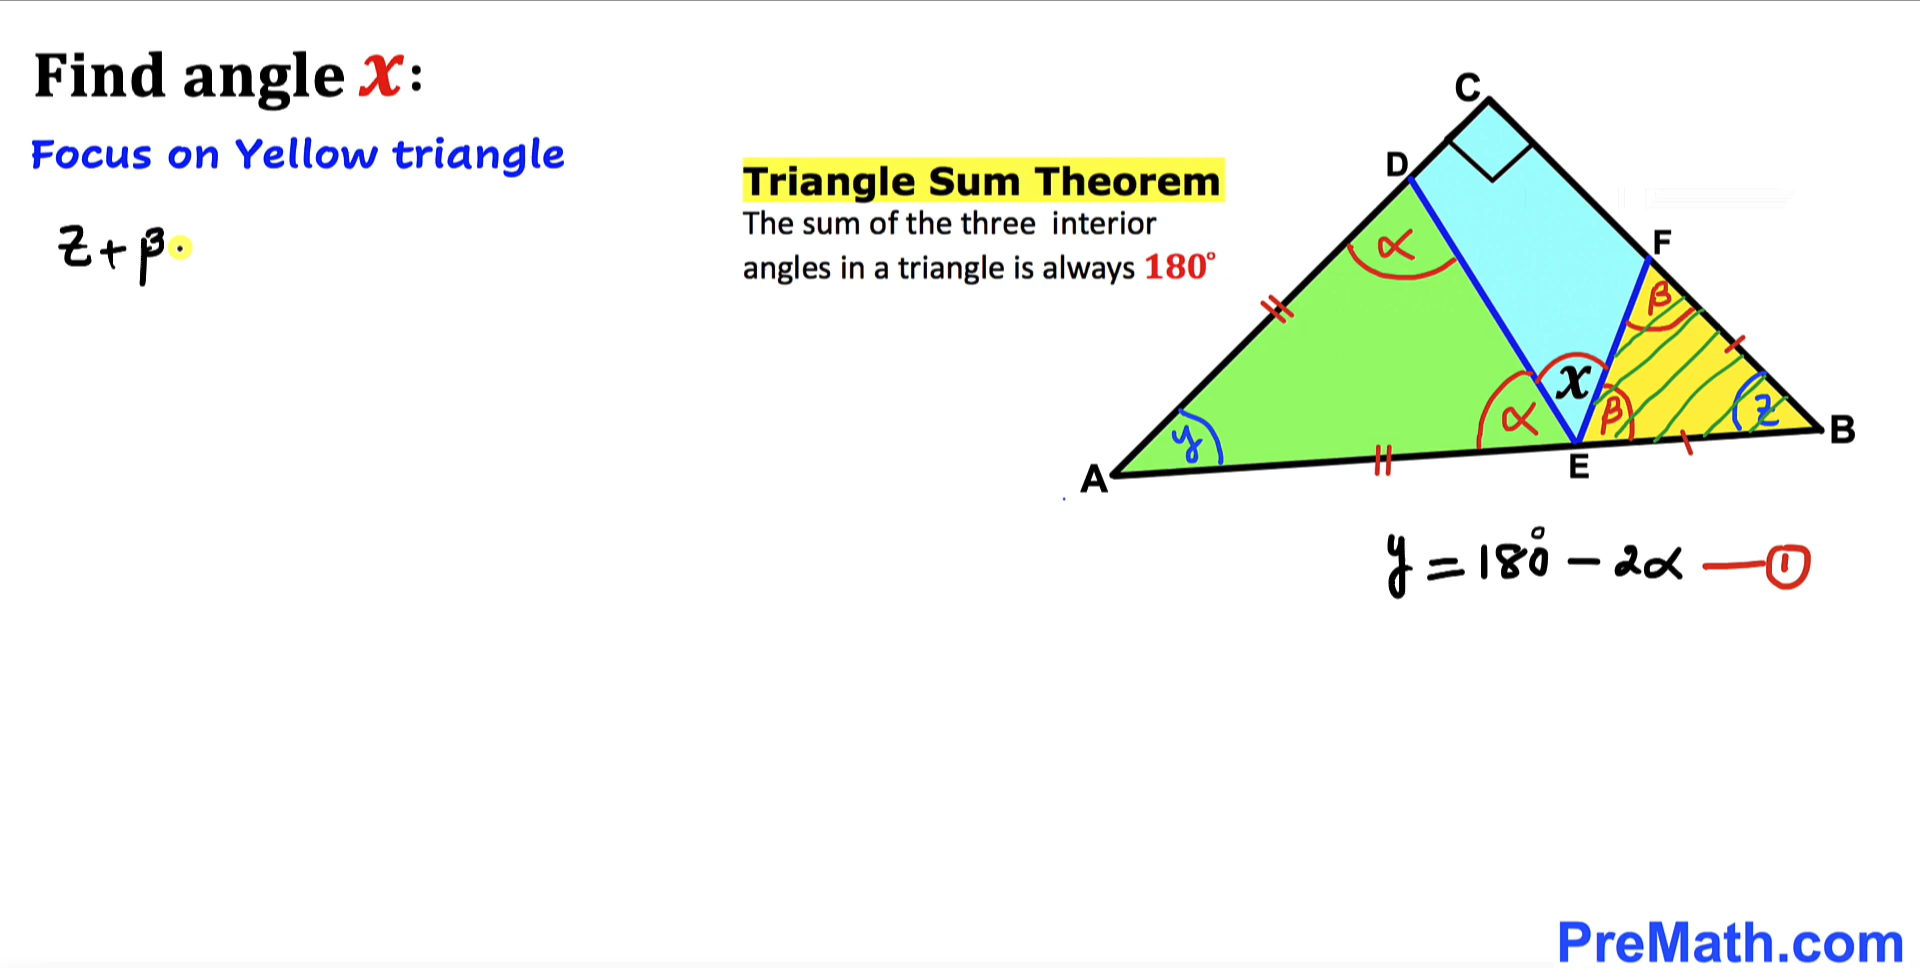 Find angle x:
Focus on Yellow triangle
z + β
Triangle Sum Theorem
The sum of the three interior
angles in a triangle is always 180°
C
D
F
α
β
x
α
β
z
B
y
A
E
y = 180° - 2α — ①
PreMath.com